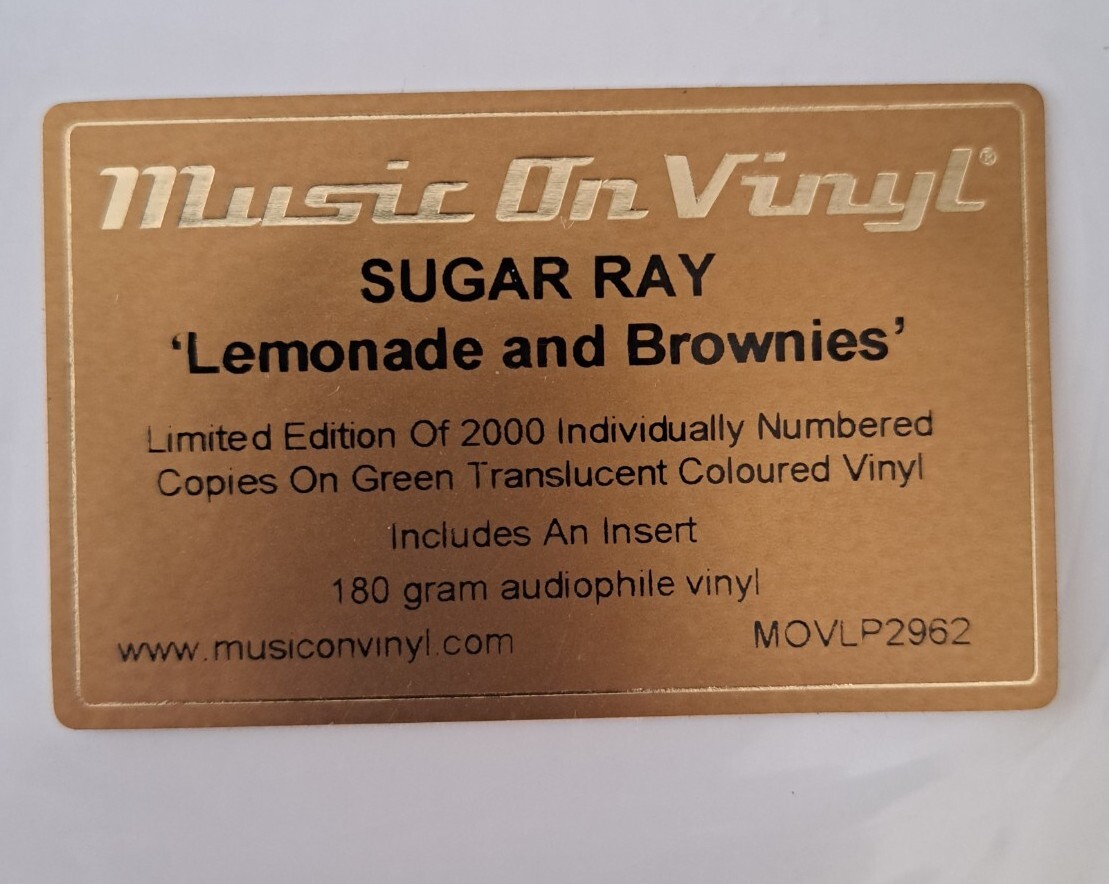 Music On Vinyl®
SUGAR RAY
‘Lemonade and Brownies’
Limited Edition Of 2000 Individually Numbered
Copies On Green Translucent Coloured Vinyl
Includes An Insert
180 gram audiophile vinyl
www.musiconvinyl.com MOVLP2962